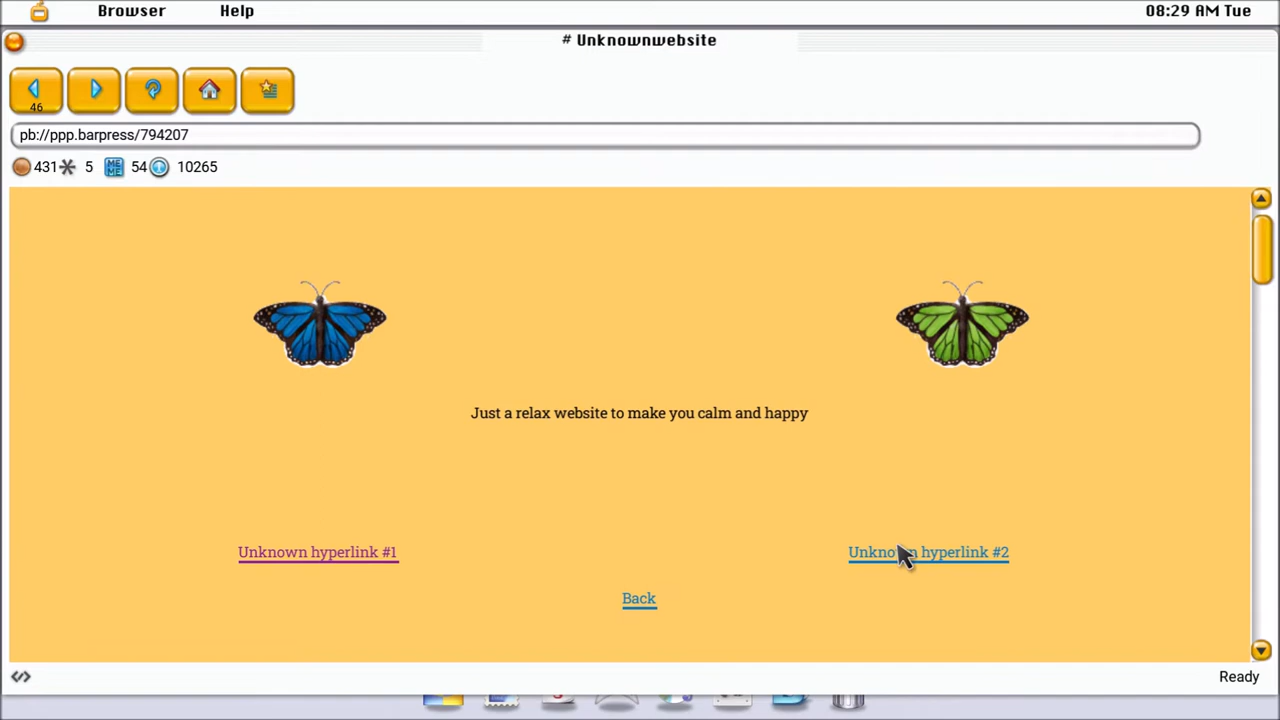 Browser Help 08:29 AM Tue
# Unknownwebsite
46
pb://ppp.barpress/794207
431 5 MEME 54 10265
Just a relax website to make you calm and happy
Unknown hyperlink #1 Unknown hyperlink #2
Back
Ready